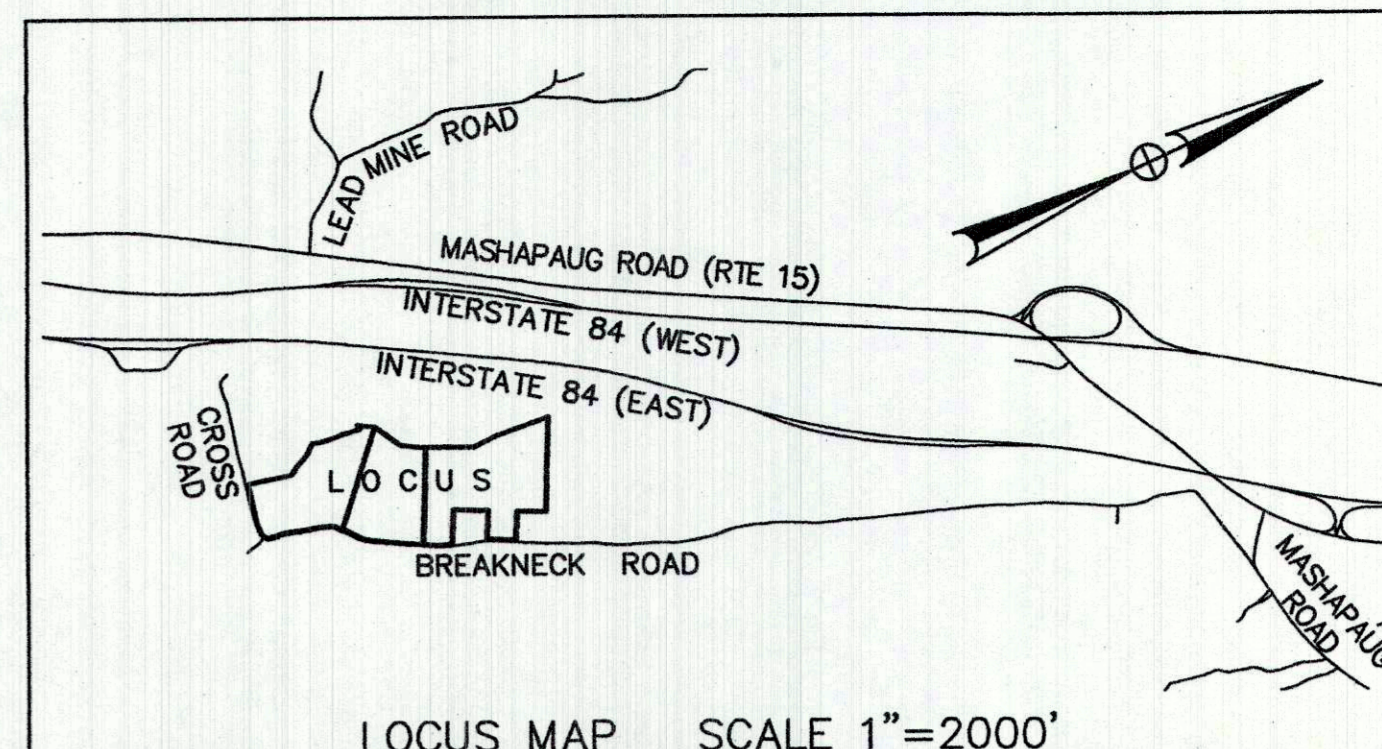 LEAD MINE ROAD
MASHAPAUG ROAD (RTE 15)
INTERSTATE 84 (WEST)
INTERSTATE 84 (EAST)
CROSS
ROAD
LOCUS
BREAKNECK ROAD
MASHAPAUG
ROAD
LOCUS MAP SCALE 1"=2000'